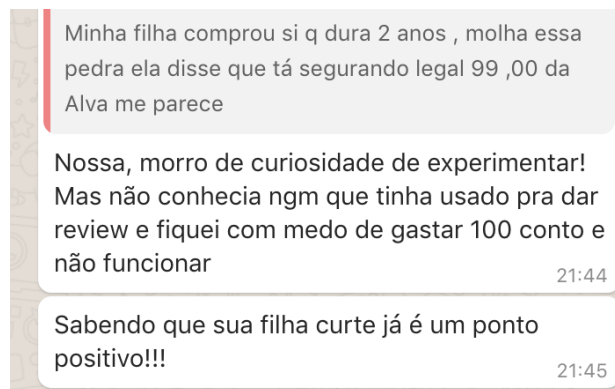 Minha filha comprou si q dura 2 anos , molha essa
pedra ela disse que tá segurando legal 99 ,00 da
Alva me parece
Nossa, morro de curiosidade de experimentar!
Mas não conhecia ngm que tinha usado pra dar
review e fiquei com medo de gastar 100 conto e
não funcionar
21:44
Sabendo que sua filha curte já é um ponto
positivo!!!
21:45